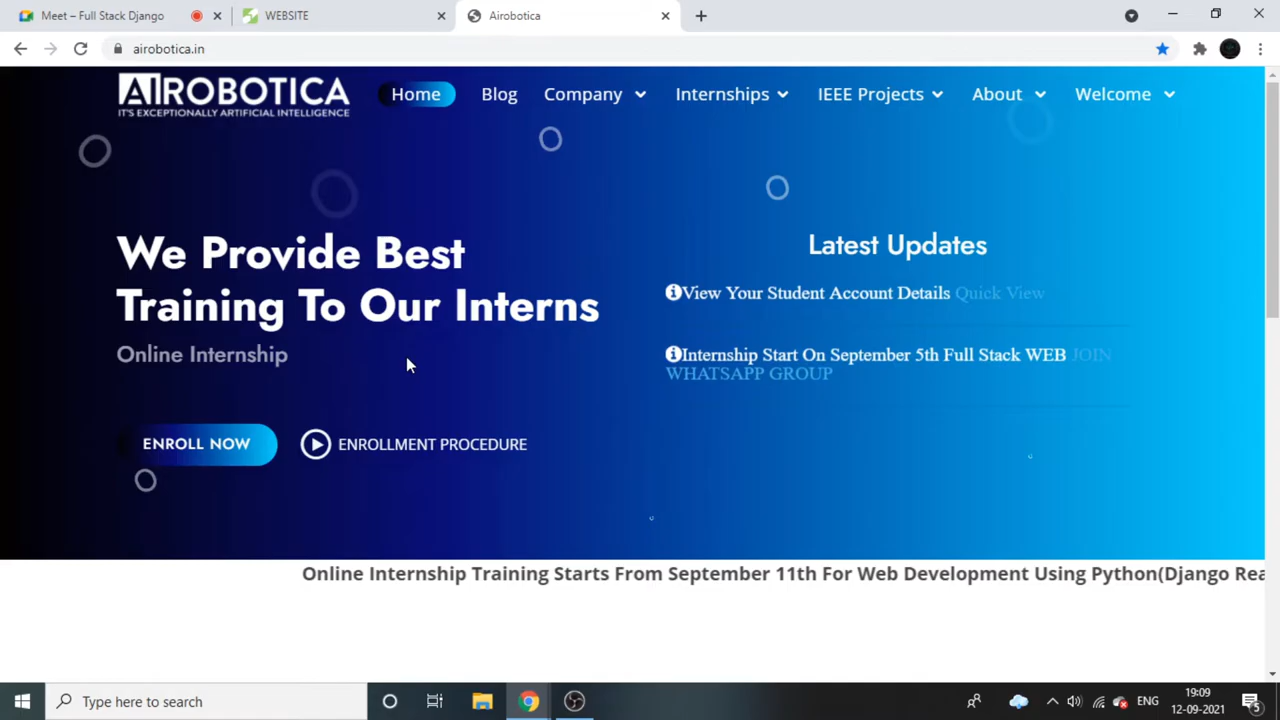 Meet – Full Stack Django
WEBSITE
Airobotica
airobotica.in
AIROBOTICA
IT'S EXCEPTIONALLY ARTIFICIAL INTELLIGENCE
Home
Blog
Company
Internships
IEEE Projects
About
Welcome
We Provide Best
Training To Our Interns
Online Internship
ENROLL NOW
ENROLLMENT PROCEDURE
Latest Updates
View Your Student Account Details Quick View
Internship Start On September 5th Full Stack WEB JOIN
WHATSAPP GROUP
Online Internship Training Starts From September 11th For Web Development Using Python(Django Rea
Type here to search
ENG
19:09
12-09-2021
5